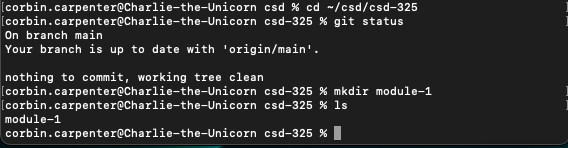 [corbin.carpenter@Charlie-the-Unicorn csd % cd ~/csd/csd-325
[corbin.carpenter@Charlie-the-Unicorn csd-325 % git status
On branch main
Your branch is up to date with 'origin/main'.

nothing to commit, working tree clean
[corbin.carpenter@Charlie-the-Unicorn csd-325 % mkdir module-1
[corbin.carpenter@Charlie-the-Unicorn csd-325 % ls
module-1
corbin.carpenter@Charlie-the-Unicorn csd-325 %